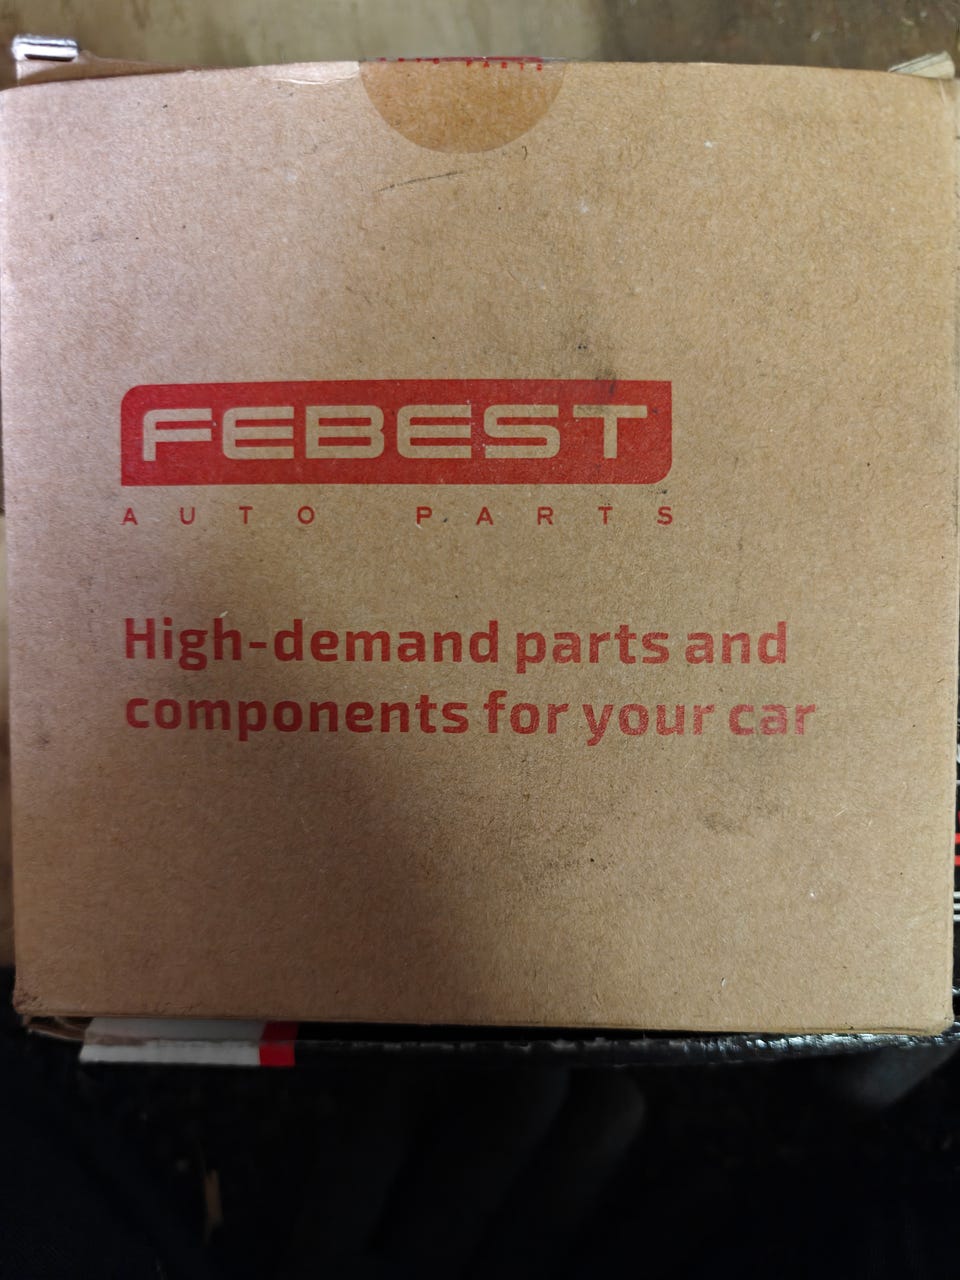 FEBEST
AUTO PARTS
High-demand parts and
components for your car